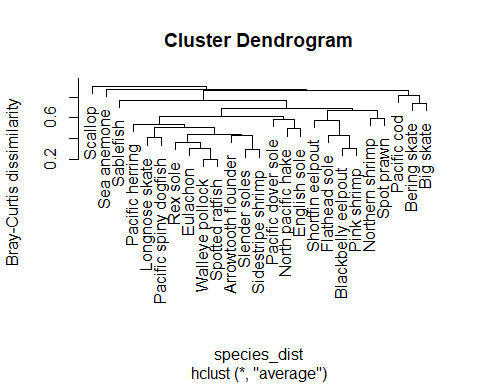 Cluster Dendrogram
Bray-Curtis dissimilarity
0.6
0.2
Scallop
Sea anemone
Sablefish
Pacific herring
Longnose skate
Pacific spiny dogfish
Rex sole
Eulachon
Walleye pollock
Spotted ratfish
Arrowtooth flounder
Slender soles
Sidestripe shrimp
Pacific dover sole
North pacific hake
English sole
Shortfin eelpout
Flathead sole
Blackbelly eelpout
Pink shrimp
Northern shrimp
Spot prawn
Pacific cod
Bering skate
Big skate
species_dist
hclust (*, "average")